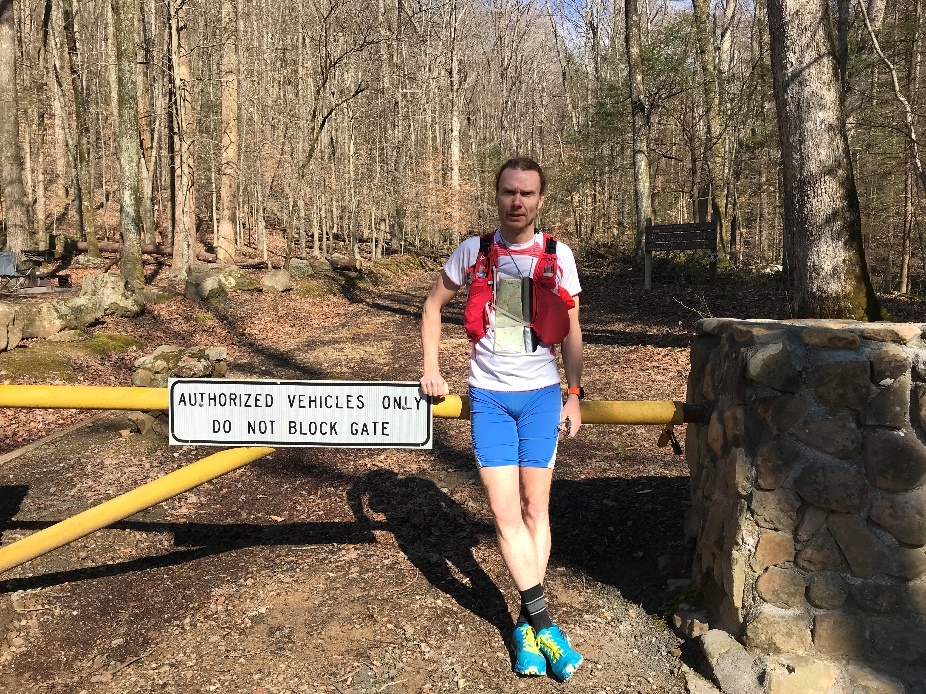 AUTHORIZED VEHICLES ONLY
DO NOT BLOCK GATE